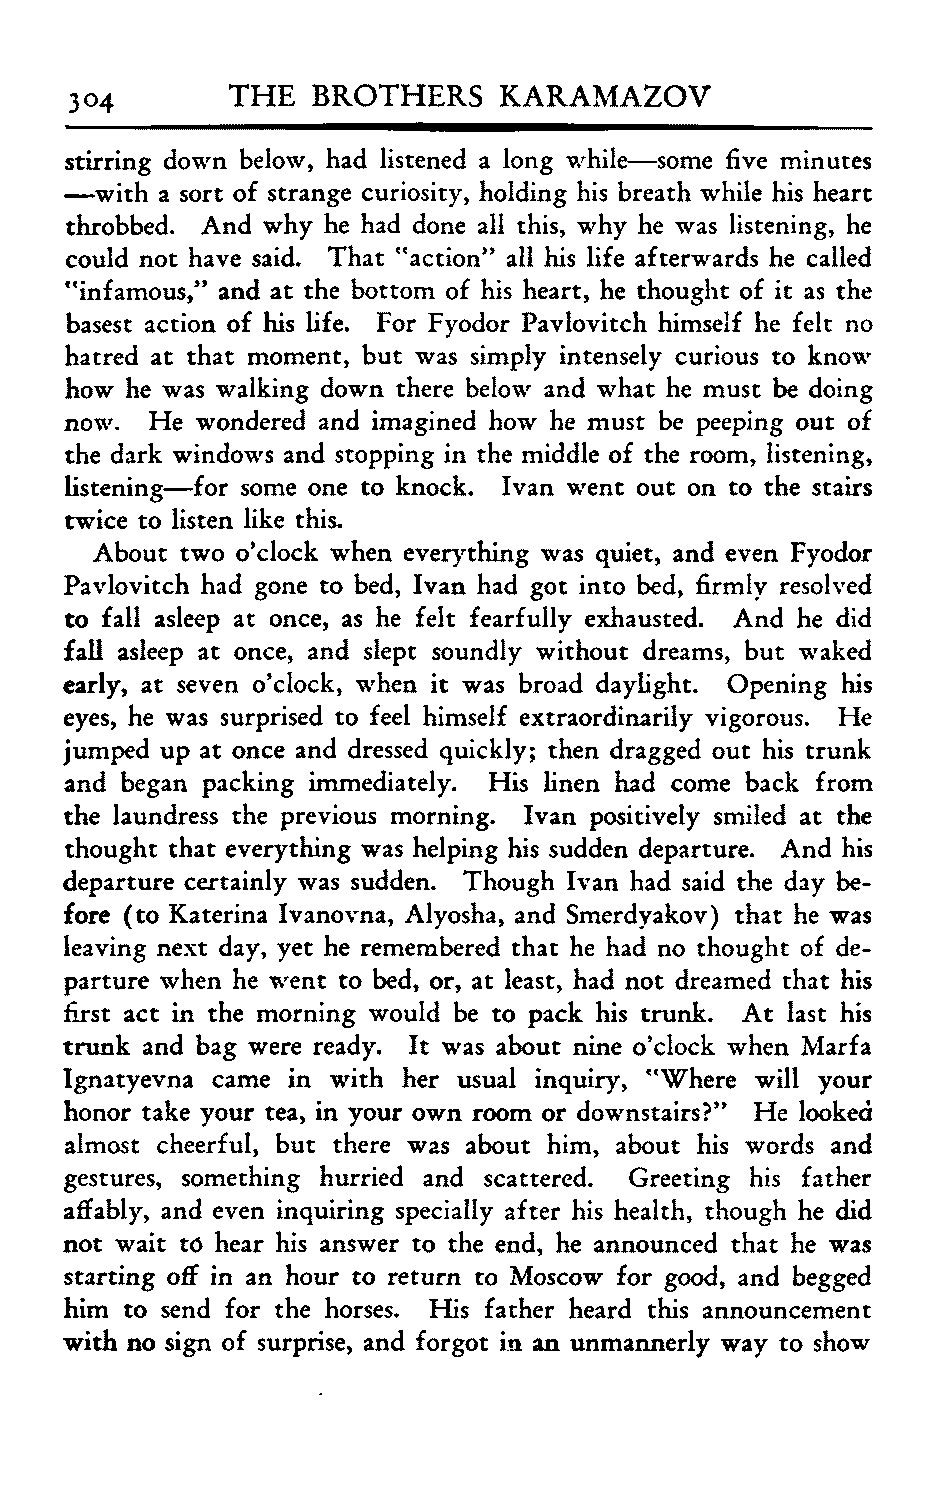 304 THE BROTHERS KARAMAZOV
stirring down below, had listened a long while—some five minutes
—with a sort of strange curiosity, holding his breath while his heart
throbbed. And why he had done all this, why he was listening, he
could not have said. That "action" all his life afterwards he called
"infamous," and at the bottom of his heart, he thought of it as the
basest action of his life. For Fyodor Pavlovitch himself he felt no
hatred at that moment, but was simply intensely curious to know
how he was walking down there below and what he must be doing
now. He wondered and imagined how he must be peeping out of
the dark windows and stopping in the middle of the room, listening,
listening—for some one to knock. Ivan went out on to the stairs
twice to listen like this.
About two o'clock when everything was quiet, and even Fyodor
Pavlovitch had gone to bed, Ivan had got into bed, firmly resolved
to fall asleep at once, as he felt fearfully exhausted. And he did
fall asleep at once, and slept soundly without dreams, but waked
early, at seven o'clock, when it was broad daylight. Opening his
eyes, he was surprised to feel himself extraordinarily vigorous. He
jumped up at once and dressed quickly; then dragged out his trunk
and began packing immediately. His linen had come back from
the laundress the previous morning. Ivan positively smiled at the
thought that everything was helping his sudden departure. And his
departure certainly was sudden. Though Ivan had said the day be-
fore (to Katerina Ivanovna, Alyosha, and Smerdyakov) that he was
leaving next day, yet he remembered that he had no thought of de-
parture when he went to bed, or, at least, had not dreamed that his
first act in the morning would be to pack his trunk. At last his
trunk and bag were ready. It was about nine o'clock when Marfa
Ignatyevna came in with her usual inquiry, "Where will your
honor take your tea, in your own room or downstairs?" He looked
almost cheerful, but there was about him, about his words and
gestures, something hurried and scattered. Greeting his father
affably, and even inquiring specially after his health, though he did
not wait to hear his answer to the end, he announced that he was
starting off in an hour to return to Moscow for good, and begged
him to send for the horses. His father heard this announcement
with no sign of surprise, and forgot in an unmannerly way to show